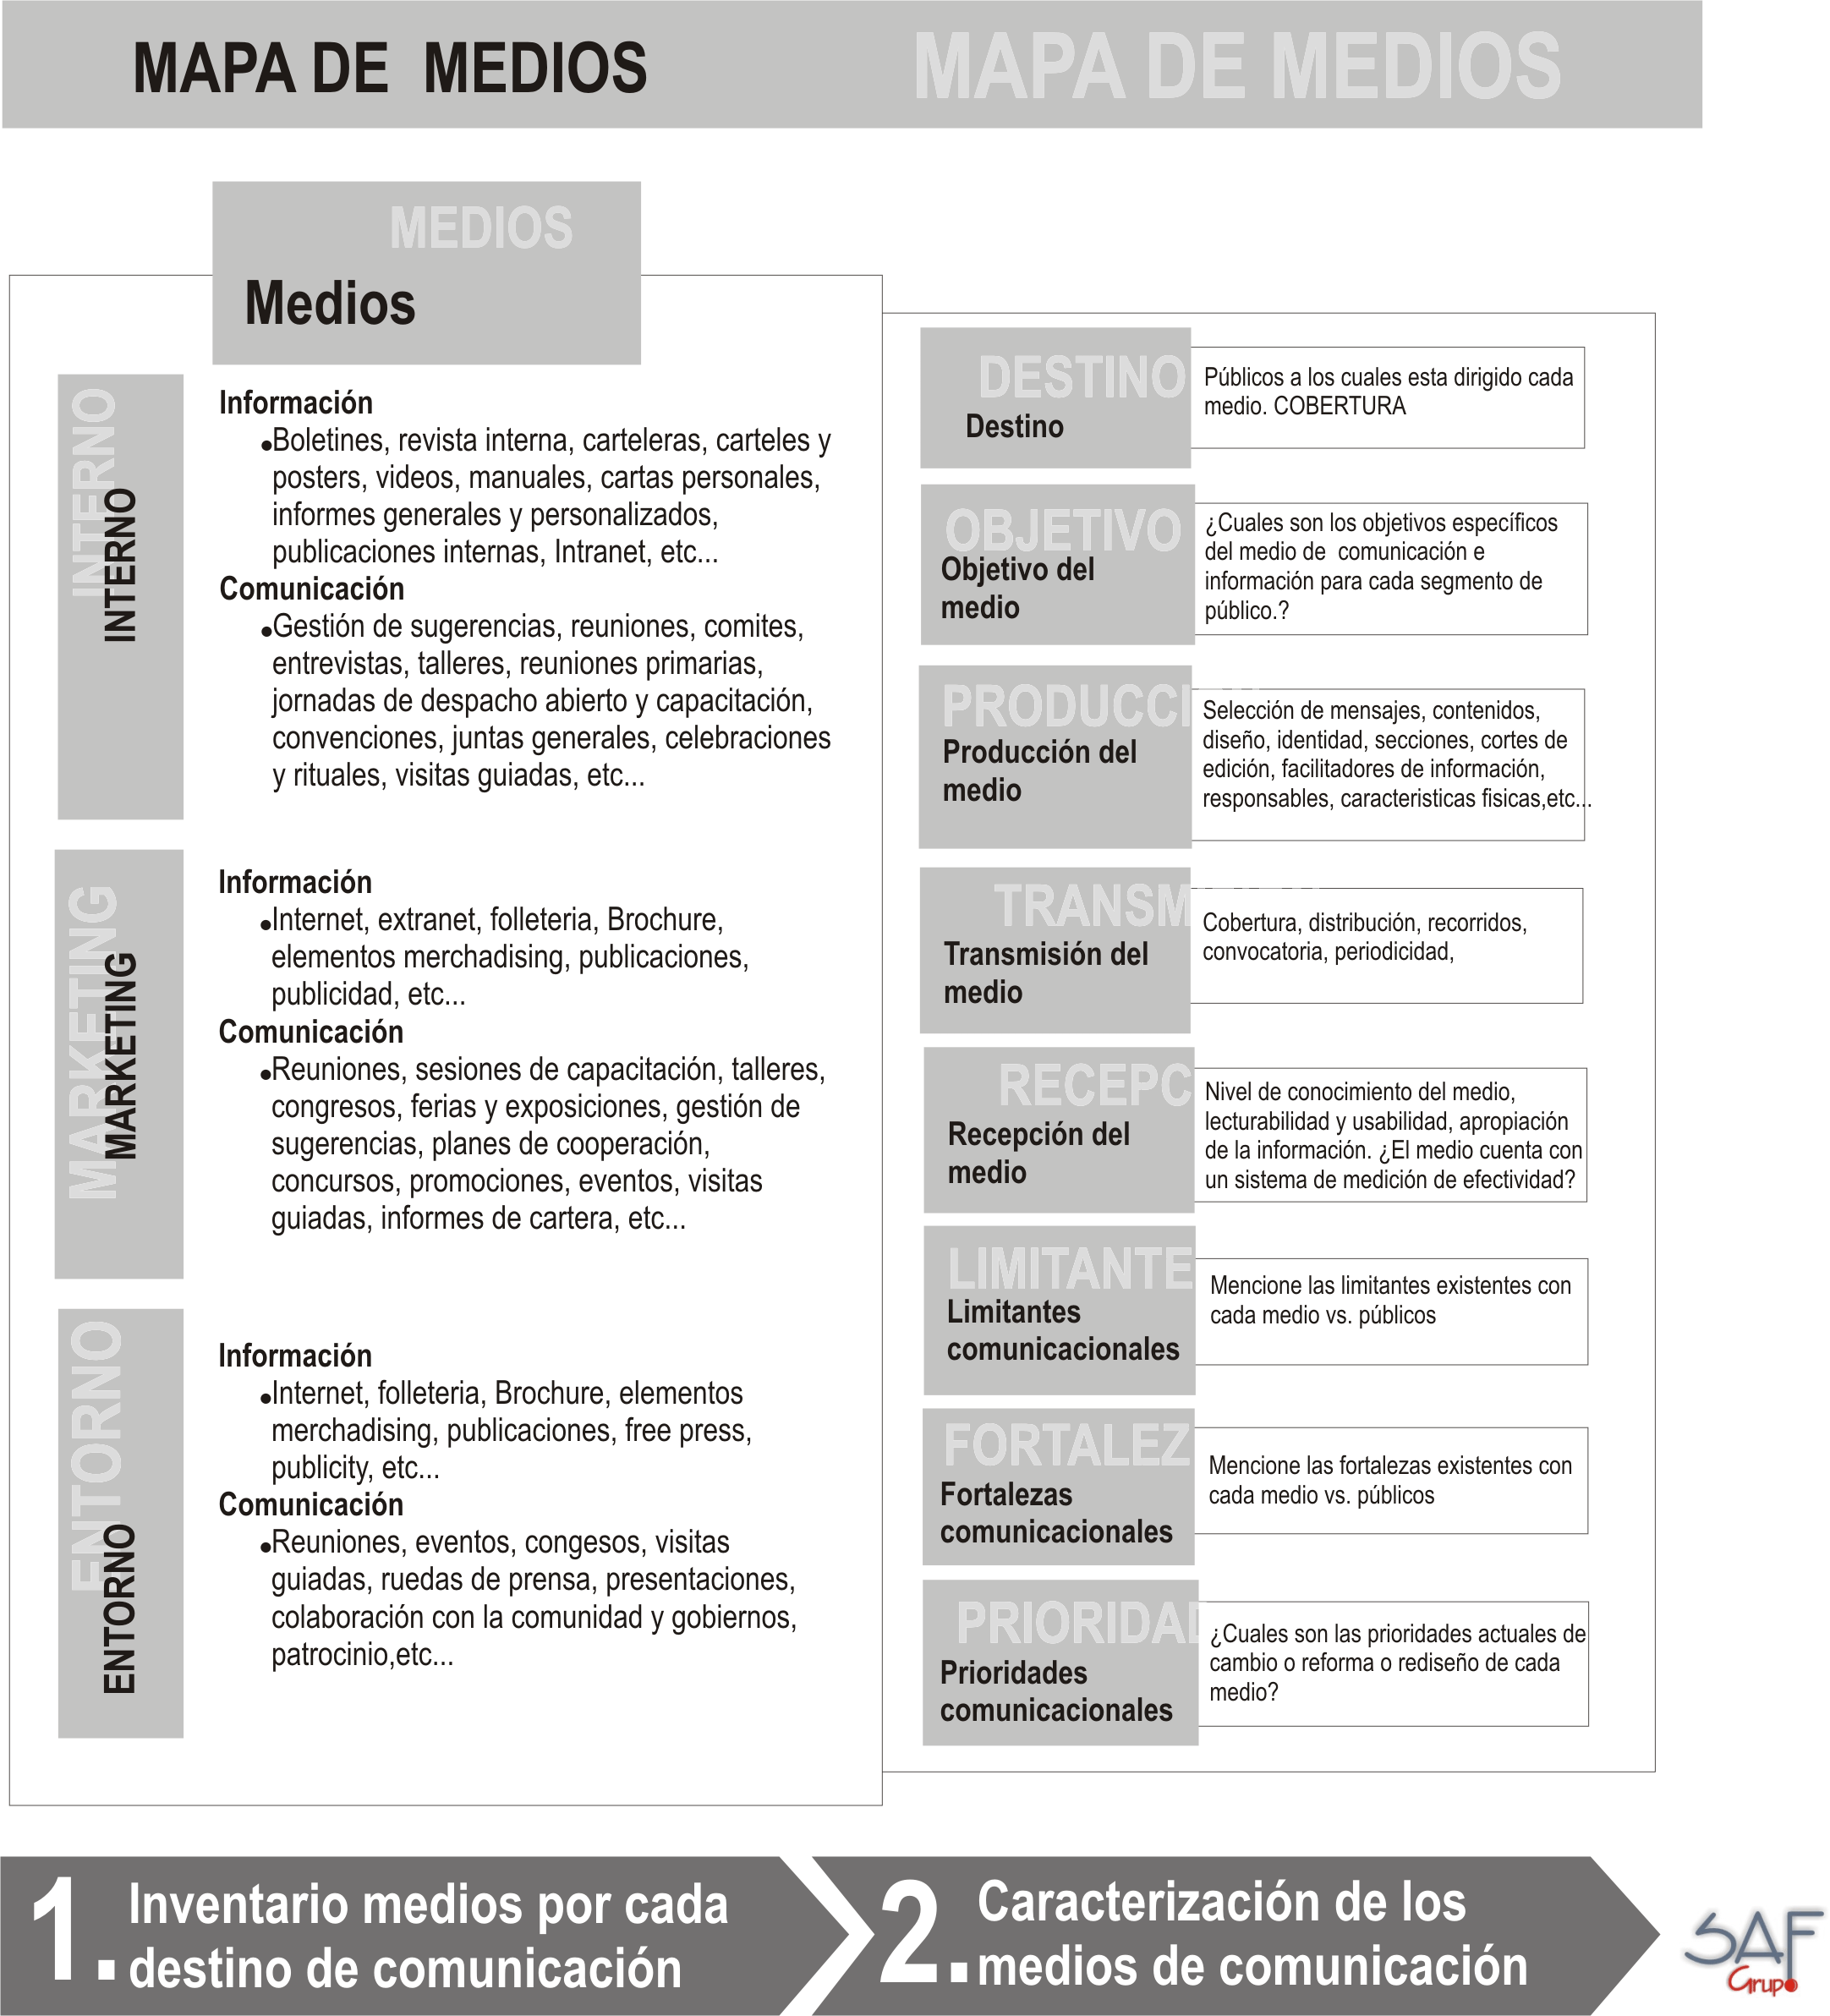 MAPA DE MEDIOS
MAPA DE MEDIOS
MEDIOS
Medios
INTERNO
INTERNO
Información
•Boletines, revista interna, carteleras, carteles y
posters, videos, manuales, cartas personales,
informes generales y personalizados,
publicaciones internas, Intranet, etc...
Comunicación
•Gestión de sugerencias, reuniones, comites,
entrevistas, talleres, reuniones primarias,
jornadas de despacho abierto y capacitación,
convenciones, juntas generales, celebraciones
y rituales, visitas guiadas, etc...
MARKETING
MARKETING
Información
•Internet, extranet, folleteria, Brochure,
elementos merchadising, publicaciones,
publicidad, etc...
Comunicación
•Reuniones, sesiones de capacitación, talleres,
congresos, ferias y exposiciones, gestión de
sugerencias, planes de cooperación,
concursos, promociones, eventos, visitas
guiadas, informes de cartera, etc...
ENTORNO
ENTORNO
Información
•Internet, folleteria, Brochure, elementos
merchadising, publicaciones, free press,
publicity, etc...
Comunicación
•Reuniones, eventos, congesos, visitas
guiadas, ruedas de prensa, presentaciones,
colaboración con la comunidad y gobiernos,
patrocinio,etc...
DESTINO
Destino
Públicos a los cuales esta dirigido cada
medio. COBERTURA
OBJETIVO
Objetivo del
medio
¿Cuales son los objetivos específicos
del medio de comunicación e
información para cada segmento de
público.?
PRODUCCI
Producción del
medio
Selección de mensajes, contenidos,
diseño, identidad, secciones, cortes de
edición, facilitadores de información,
responsables, caracteristicas fisicas,etc...
TRANSM
Transmisión del
medio
Cobertura, distribución, recorridos,
convocatoria, periodicidad,
RECEPC
Recepción del
medio
Nivel de conocimiento del medio,
lecturabilidad y usabilidad, apropiación
de la información. ¿El medio cuenta con
un sistema de medición de efectividad?
LIMITANTE
Limitantes
comunicacionales
Mencione las limitantes existentes con
cada medio vs. públicos
FORTALEZ
Fortalezas
comunicacionales
Mencione las fortalezas existentes con
cada medio vs. públicos
PRIORIDAD
Prioridades
comunicacionales
¿Cuales son las prioridades actuales de
cambio o reforma o rediseño de cada
medio?
1. Inventario medios por cada
destino de comunicación
2. Caracterización de los
medios de comunicación
SAF
Grupo